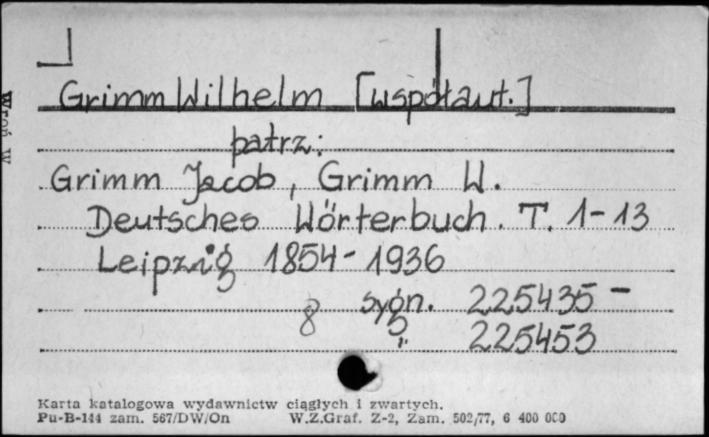 Grimm Wilhelm [współaut.]
patrz:
Grimm Jacob, Grimm W.
Deutsches Wörterbuch. T. 1-13
Leipzig 1854-1936
8 sygn. 225435 -
" 225453
Karta katalogowa wydawnictw ciągłych i zwartych.
Pu-B-144 zam. 567/DW/On W.Z.Graf. Z-2, Zam. 502/77, 6 400 000